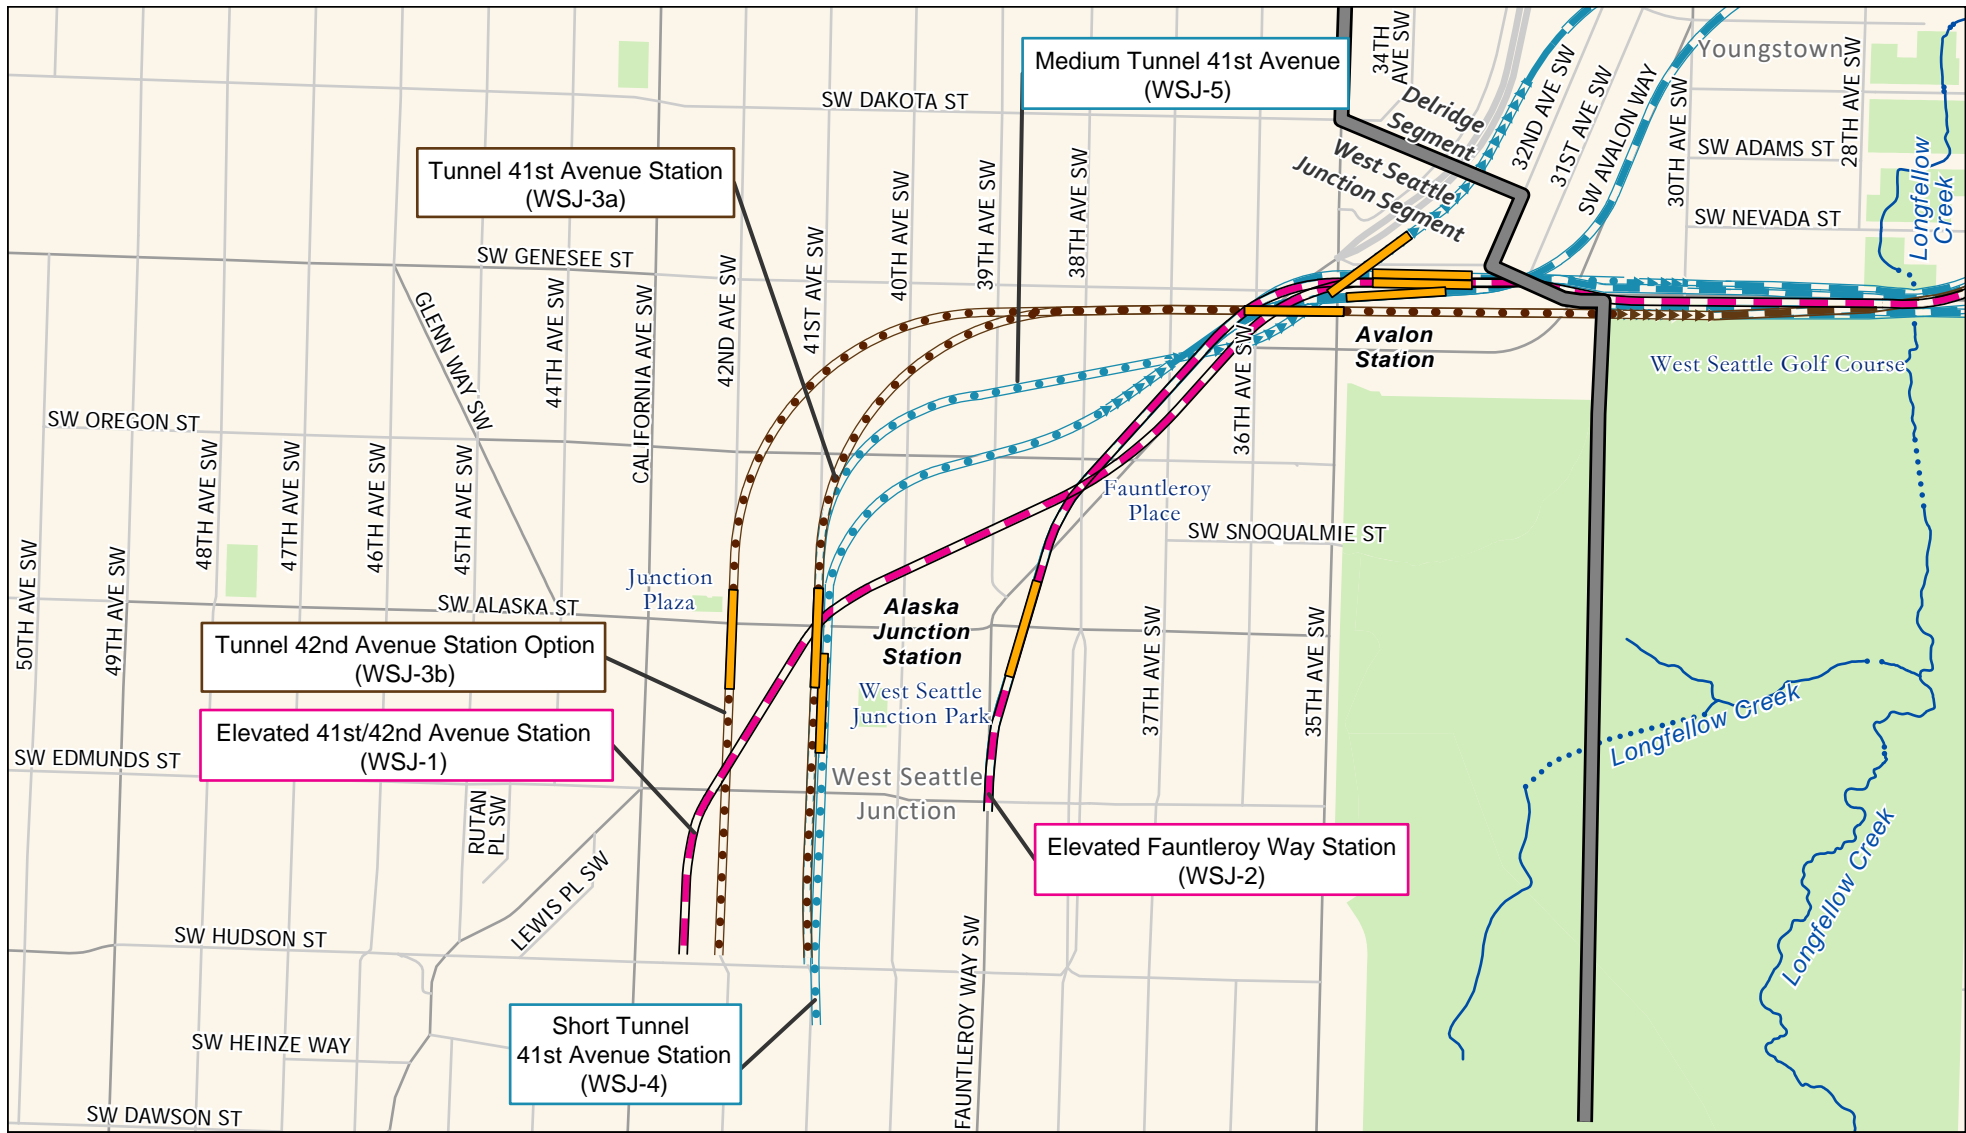 Medium Tunnel 41st Avenue
(WSJ-5)
34TH
AVE SW
Youngstown
28TH AVE SW
SW DAKOTA ST
Delridge
Segment
West Seattle
Junction Segment
32ND AVE SW
31ST AVE SW
SW AVALON WAY
30TH AVE SW
SW ADAMS ST
SW NEVADA ST
Longfellow
Creek
Tunnel 41st Avenue Station
(WSJ-3a)
SW GENESEE ST
42ND AVE SW
41ST AVE SW
40TH AVE SW
39TH AVE SW
38TH AVE SW
GLENN WAY SW
44TH AVE SW
CALIFORNIA AVE SW
36TH AVE SW
Avalon
Station
West Seattle Golf Course
SW OREGON ST
50TH AVE SW
49TH AVE SW
48TH AVE SW
47TH AVE SW
46TH AVE SW
45TH AVE SW
Fauntleroy
Place
SW SNOQUALMIE ST
Junction
Plaza
SW ALASKA ST
Alaska
Junction
Station
Tunnel 42nd Avenue Station Option
(WSJ-3b)
West Seattle
Junction Park
37TH AVE SW
35TH AVE SW
Elevated 41st/42nd Avenue Station
(WSJ-1)
Longfellow Creek
SW EDMUNDS ST
West Seattle
Junction
RUTAN
PL SW
LEWIS PL SW
Elevated Fauntleroy Way Station
(WSJ-2)
Longfellow Creek
SW HUDSON ST
FAUNTLEROY WAY SW
Short Tunnel
41st Avenue Station
(WSJ-4)
SW HEINZE WAY
SW DAWSON ST